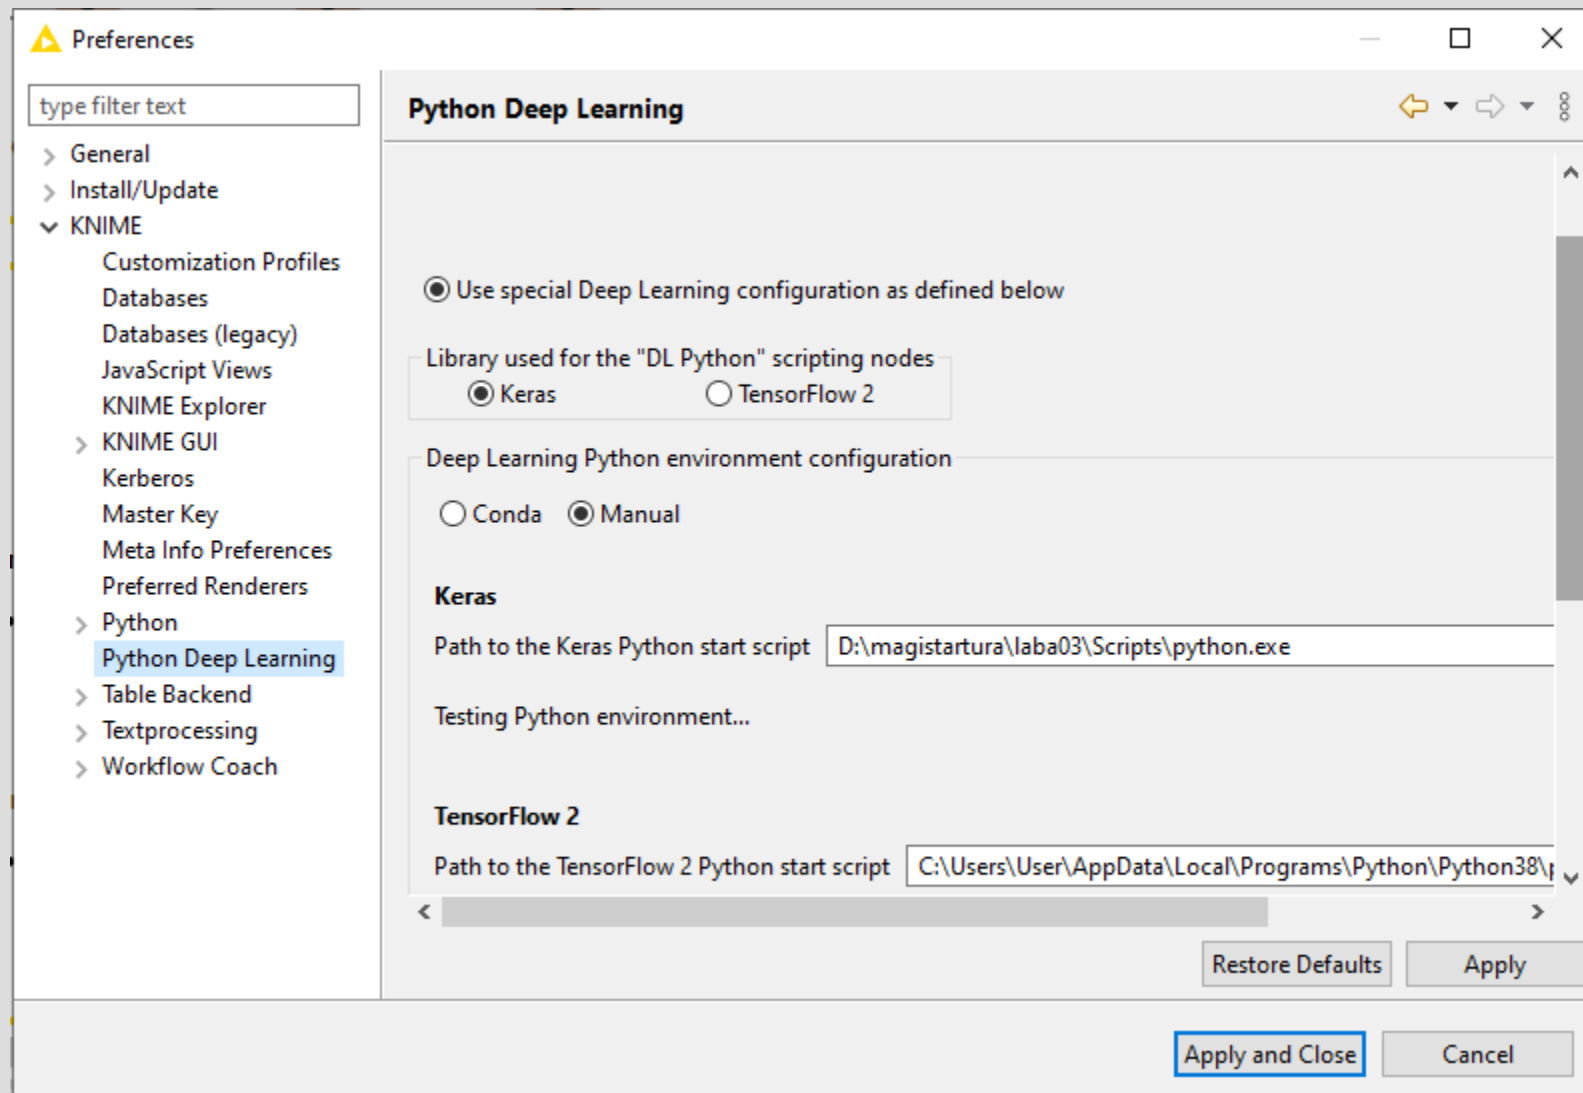 Preferences
type filter text
General
Install/Update
KNIME
Customization Profiles
Databases
Databases (legacy)
JavaScript Views
KNIME Explorer
KNIME GUI
Kerberos
Master Key
Meta Info Preferences
Preferred Renderers
Python
Python Deep Learning
Table Backend
Textprocessing
Workflow Coach
Python Deep Learning
Use special Deep Learning configuration as defined below
Library used for the "DL Python" scripting nodes
Keras TensorFlow 2
Deep Learning Python environment configuration
Conda Manual
Keras
Path to the Keras Python start script D:\magistartura\laba03\Scripts\python.exe
Testing Python environment...
TensorFlow 2
Path to the TensorFlow 2 Python start script C:\Users\User\AppData\Local\Programs\Python\Python38\
Restore Defaults Apply
Apply and Close Cancel